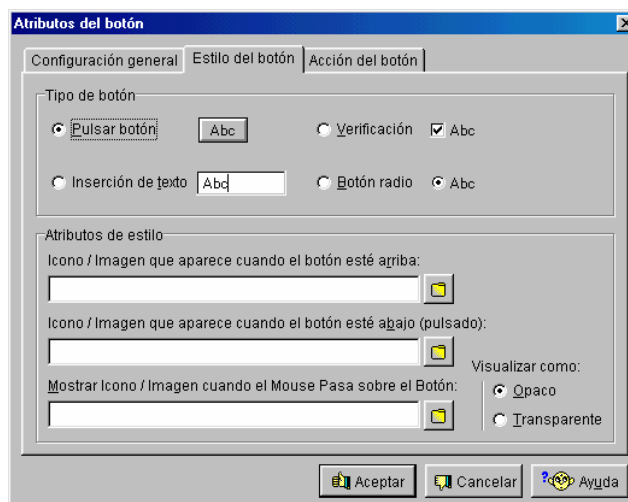 Atributos del botón
Configuración general Estilo del botón Acción del botón
Tipo de botón
Pulsar botón Abc Verificación Abc
Inserción de texto Abc Botón radio Abc
Atributos de estilo
Icono / Imagen que aparece cuando el botón esté arriba:
Icono / Imagen que aparece cuando el botón esté abajo (pulsado):
Visualizar como:
Mostrar Icono / Imagen cuando el Mouse Pasa sobre el Botón:
Opaco
Transparente
Aceptar Cancelar Ayuda